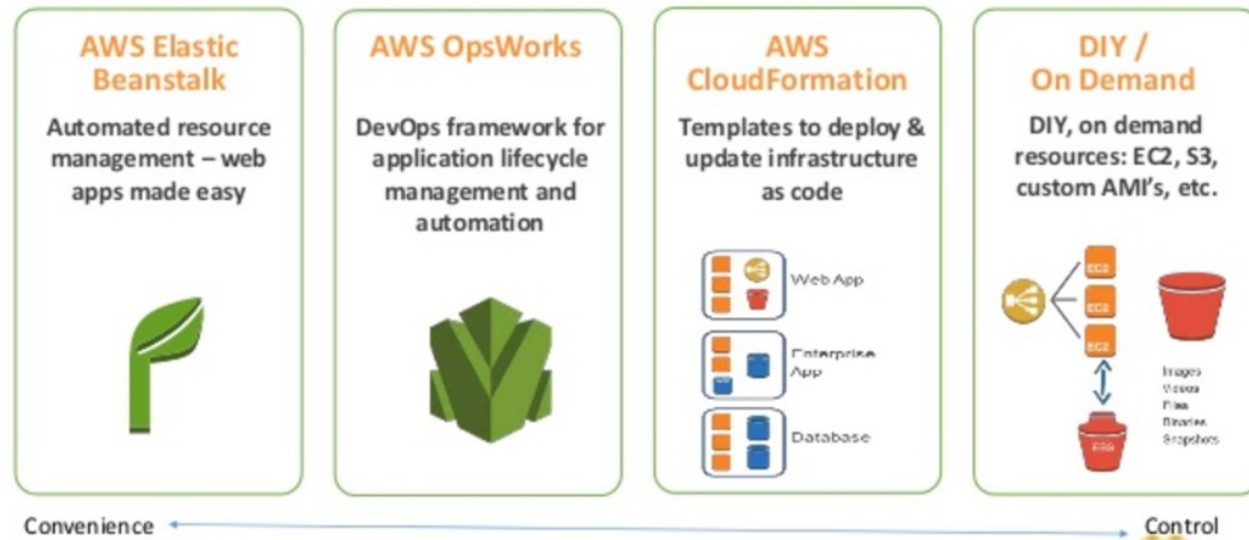 AWS Elastic
Beanstalk
Automated resource
management – web
apps made easy
AWS OpsWorks
DevOps framework for
application lifecycle
management and
automation
AWS
CloudFormation
Templates to deploy &
update infrastructure
as code
Web App
Enterprise
App
Database
DIY /
On Demand
DIY, on demand
resources: EC2, S3,
custom AMI's, etc.
EC2
EC2
EC2
EBS
Images
Videos
Files
Binaries
Snapshots
Convenience
Control